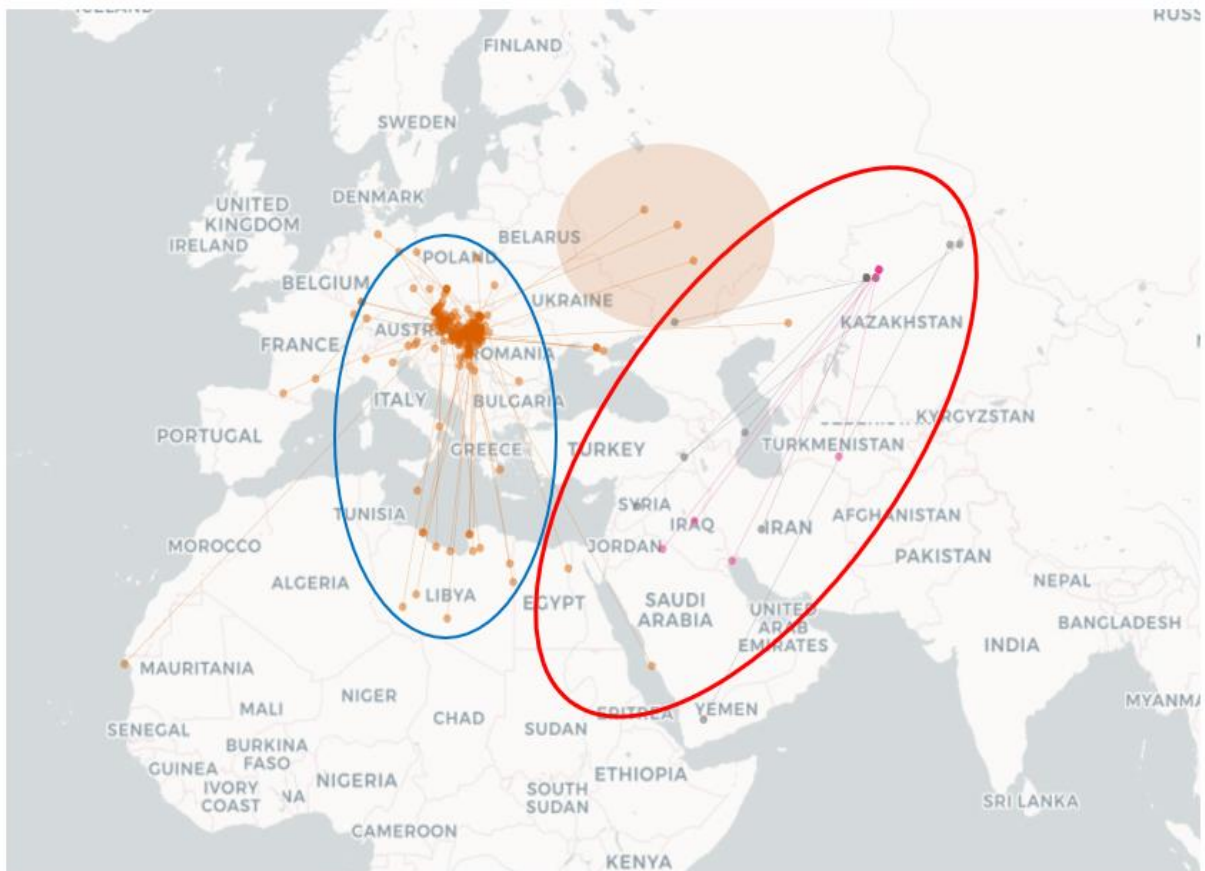 RUSS
FINLAND
SWEDEN
DENMARK
UNITED
KINGDOM
IRELAND
BELARUS
POLAND
BELGIUM
UKRAINE
KAZAKHSTAN
AUSTR
FRANCE
ROMANIA
ITALY
BULGARIA
KYRGYZSTAN
PORTUGAL
GREECE
TURKEY
TURKMENISTAN
SYRIA
TUNISIA
IRAQ
IRAN
AFGHANISTAN
MOROCCO
JORDAN
PAKISTAN
ALGERIA
LIBYA
EGYPT
SAUDI
ARABIA
UNITED
ARAB
EMIRATES
NEPAL
BANGLADESH
INDIA
MAURITANIA
NIGER
MALI
CHAD
SUDAN
ERITREA
YEMEN
MYANMA
SENEGAL
BURKINA
FASO
GUINEA
IVORY
COAST
NA
NIGERIA
ETHIOPIA
SOUTH
SUDAN
SRI LANKA
CAMEROON
KENYA